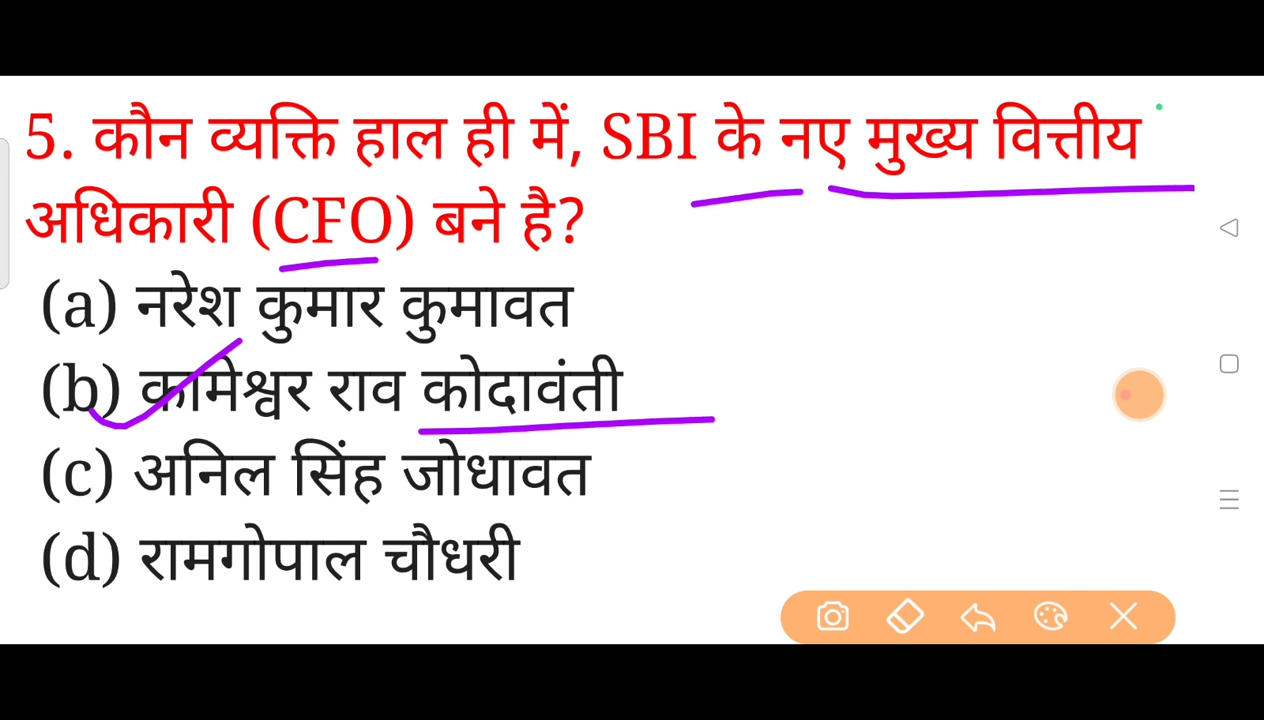 5. कौन व्यक्ति हाल ही में, SBI के नए मुख्य वित्तीय
अधिकारी (CFO) बने है?
(a) नरेश कुमार कुमावत
(b) कामेश्वर राव कोदावंती
(c) अनिल सिंह जोधावत
(d) रामगोपाल चौधरी